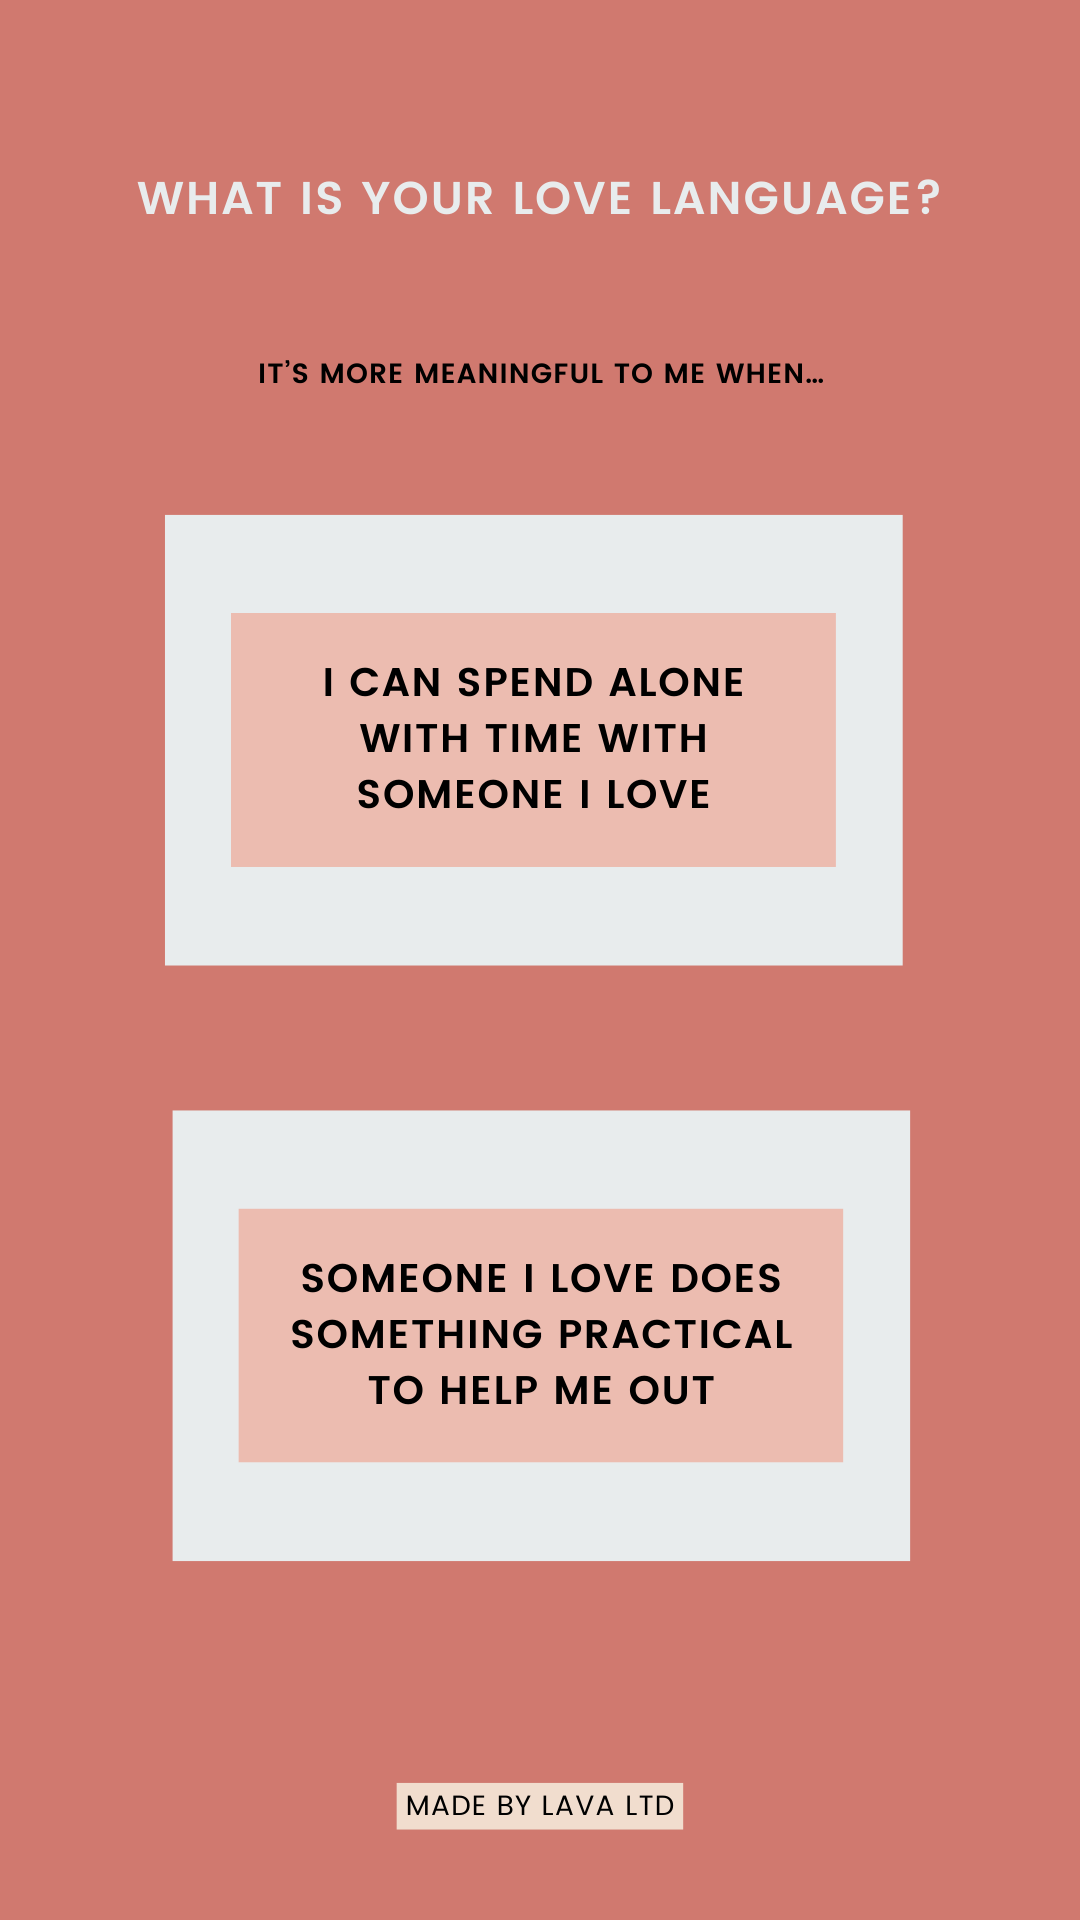 WHAT IS YOUR LOVE LANGUAGE?
IT'S MORE MEANINGFUL TO ME WHEN...
I CAN SPEND ALONE
WITH TIME WITH
SOMEONE I LOVE
SOMEONE I LOVE DOES
SOMETHING PRACTICAL
TO HELP ME OUT
MADE BY LAVA LTD